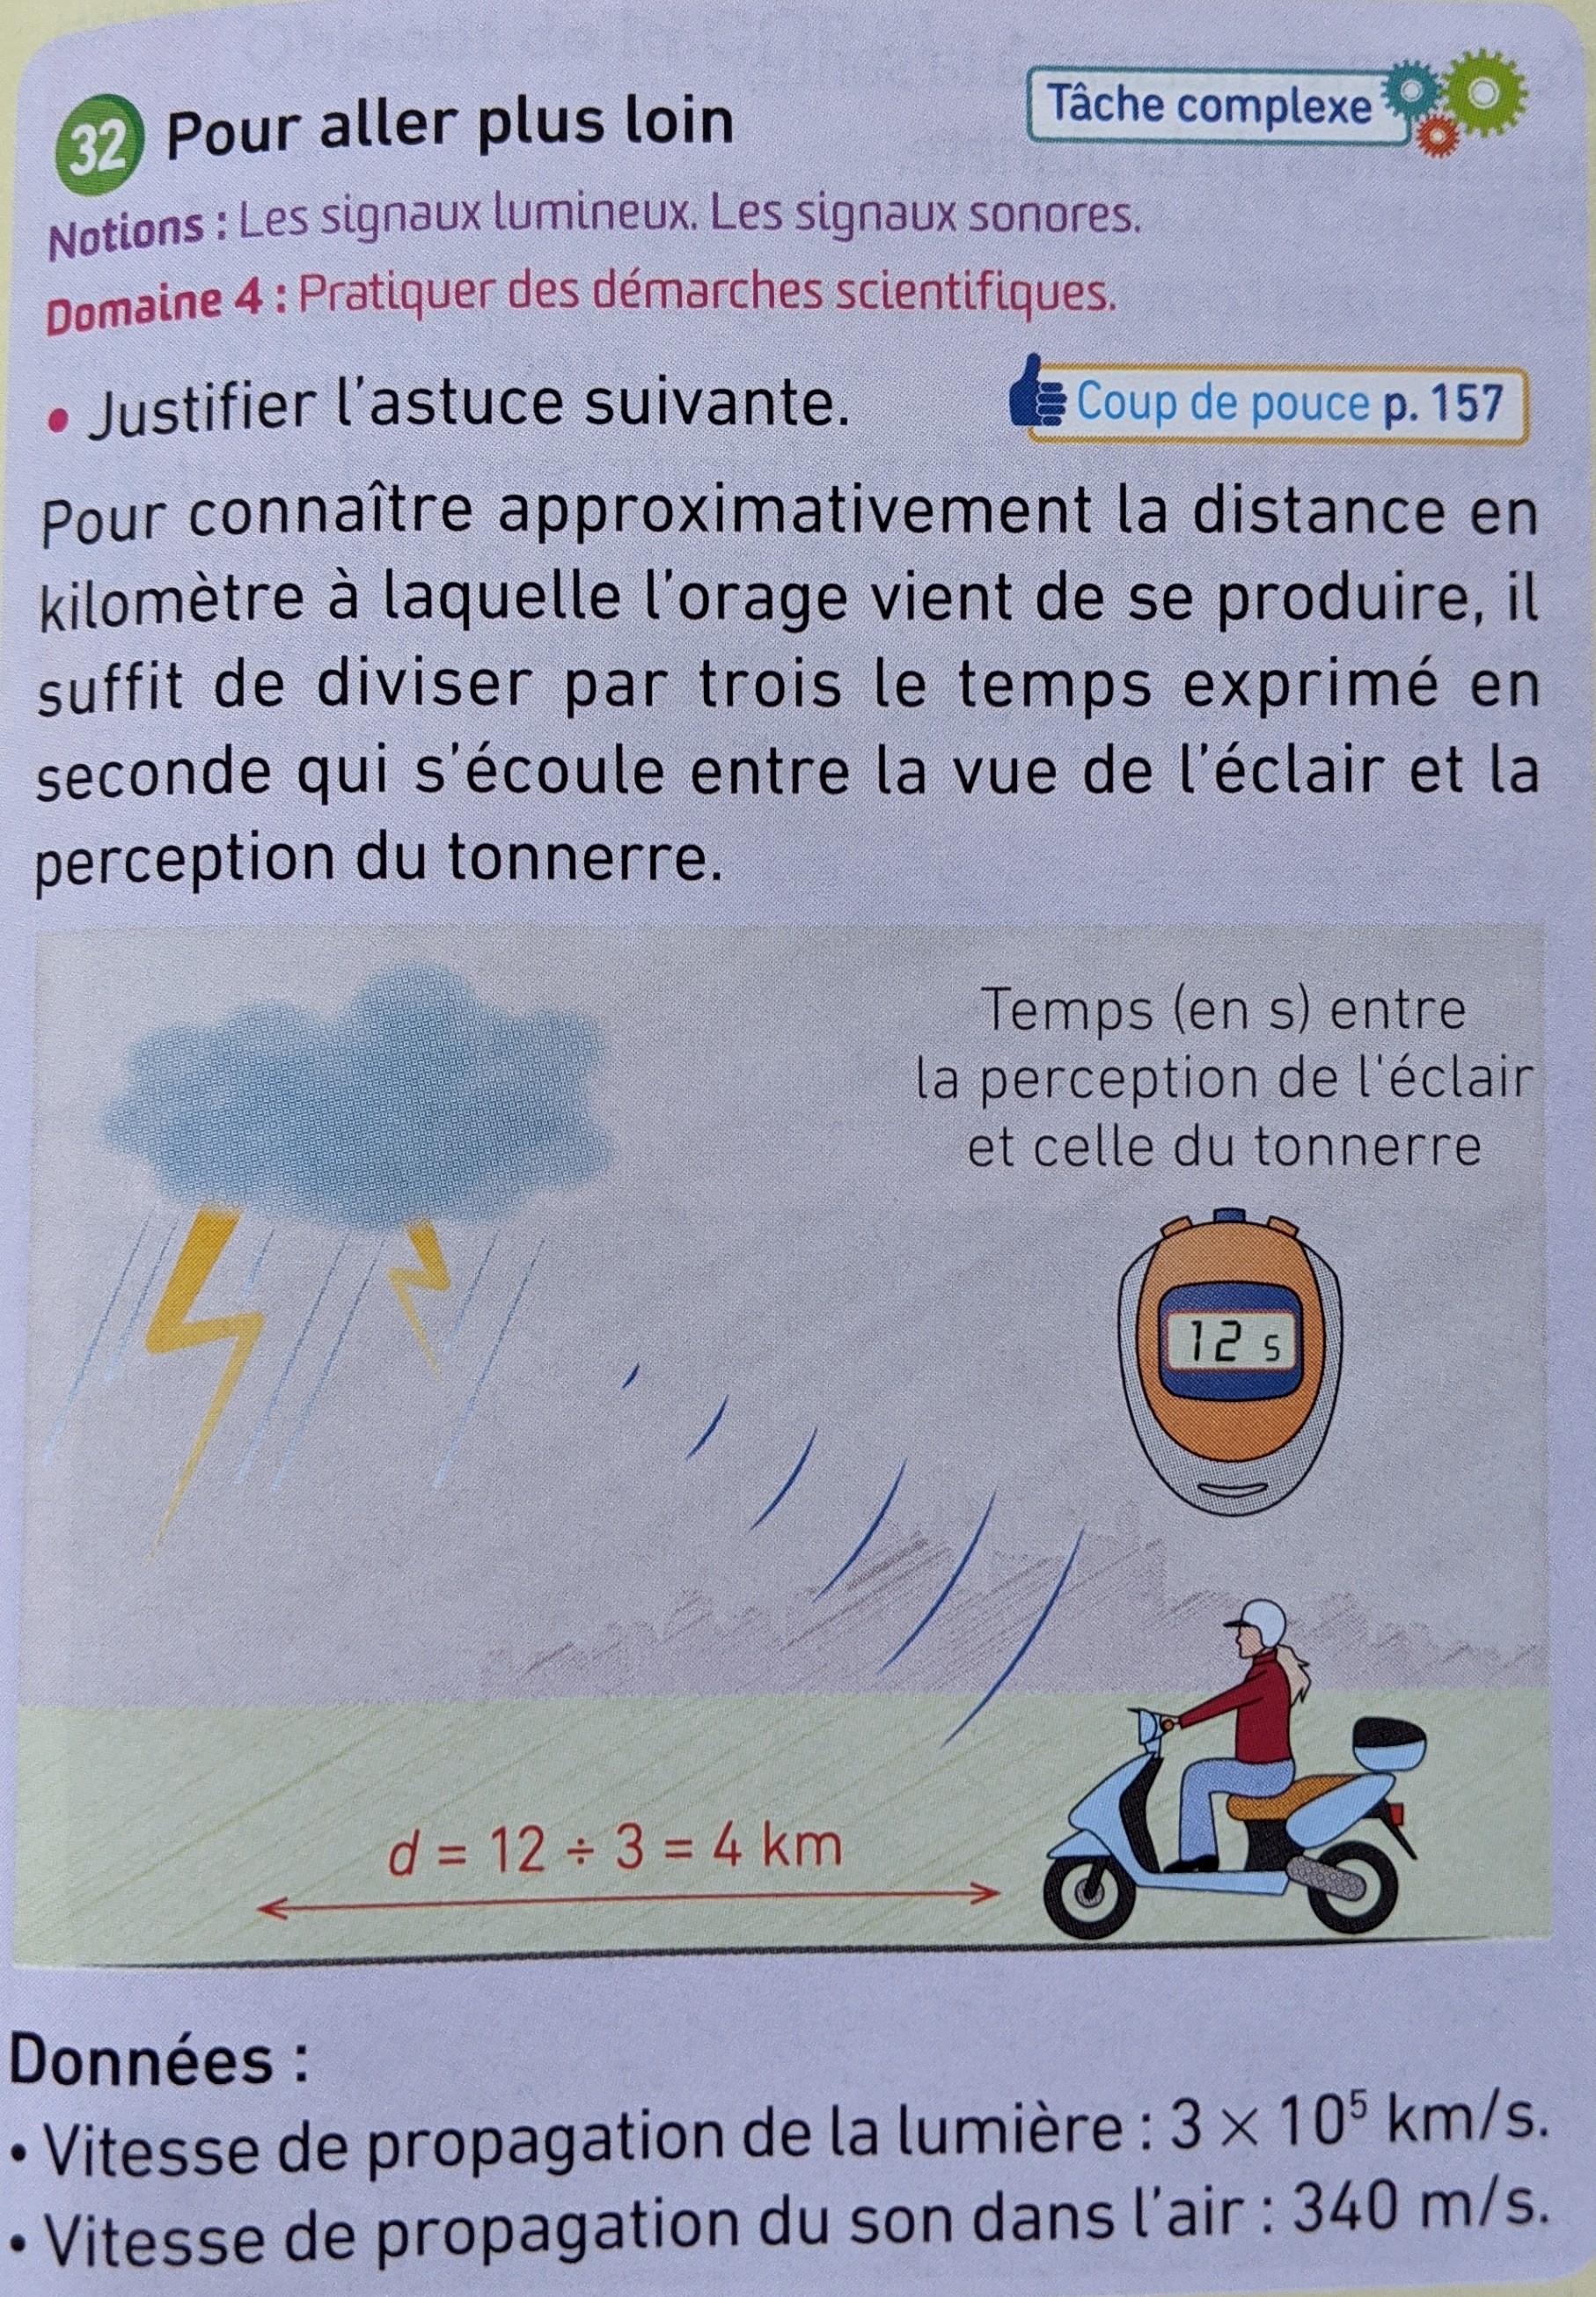 32 Pour aller plus loin
Tâche complexe
Notions : Les signaux lumineux. Les signaux sonores.
Domaine 4 : Pratiquer des démarches scientifiques.
• Justifier l'astuce suivante.
Coup de pouce p. 157
Pour connaître approximativement la distance en
kilomètre à laquelle l'orage vient de se produire, il
suffit de diviser par trois le temps exprimé en
seconde qui s'écoule entre la vue de l'éclair et la
perception du tonnerre.
Temps (en s) entre
la perception de l'éclair
et celle du tonnerre
12 s
d = 12 ÷ 3 = 4 km
Données :
• Vitesse de propagation de la lumière : 3 × 10⁵ km/s.
• Vitesse de propagation du son dans l'air : 340 m/s.